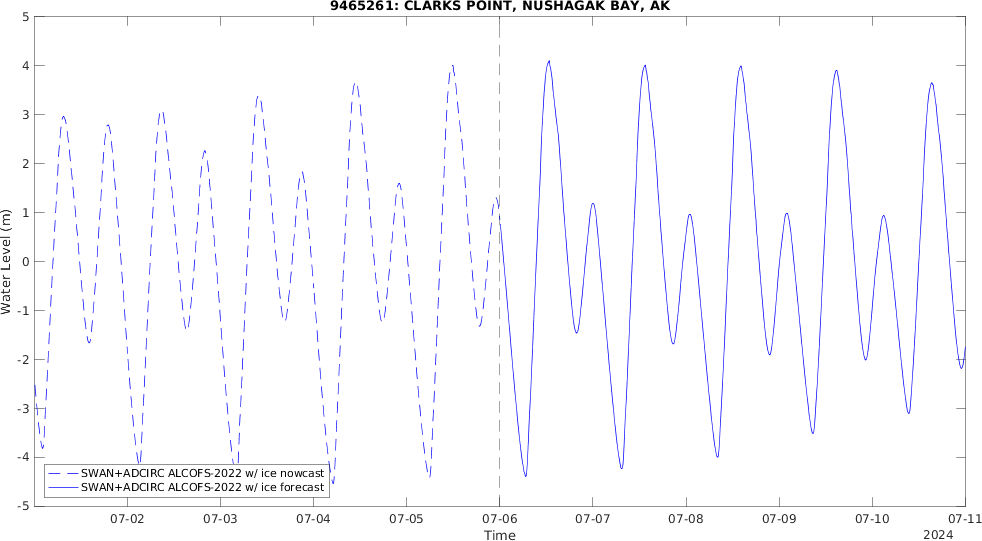 9465261: CLARKS POINT, NUSHAGAK BAY, AK
5
4
3
2
1
0
-1
-2
-3
-4
-5
Water Level (m)
SWAN+ADCIRC ALCOFS-2022 w/ ice nowcast
SWAN+ADCIRC ALCOFS-2022 w/ ice forecast
07-02 07-03 07-04 07-05 07-06 07-07 07-08 07-09 07-10 07-11
Time
2024